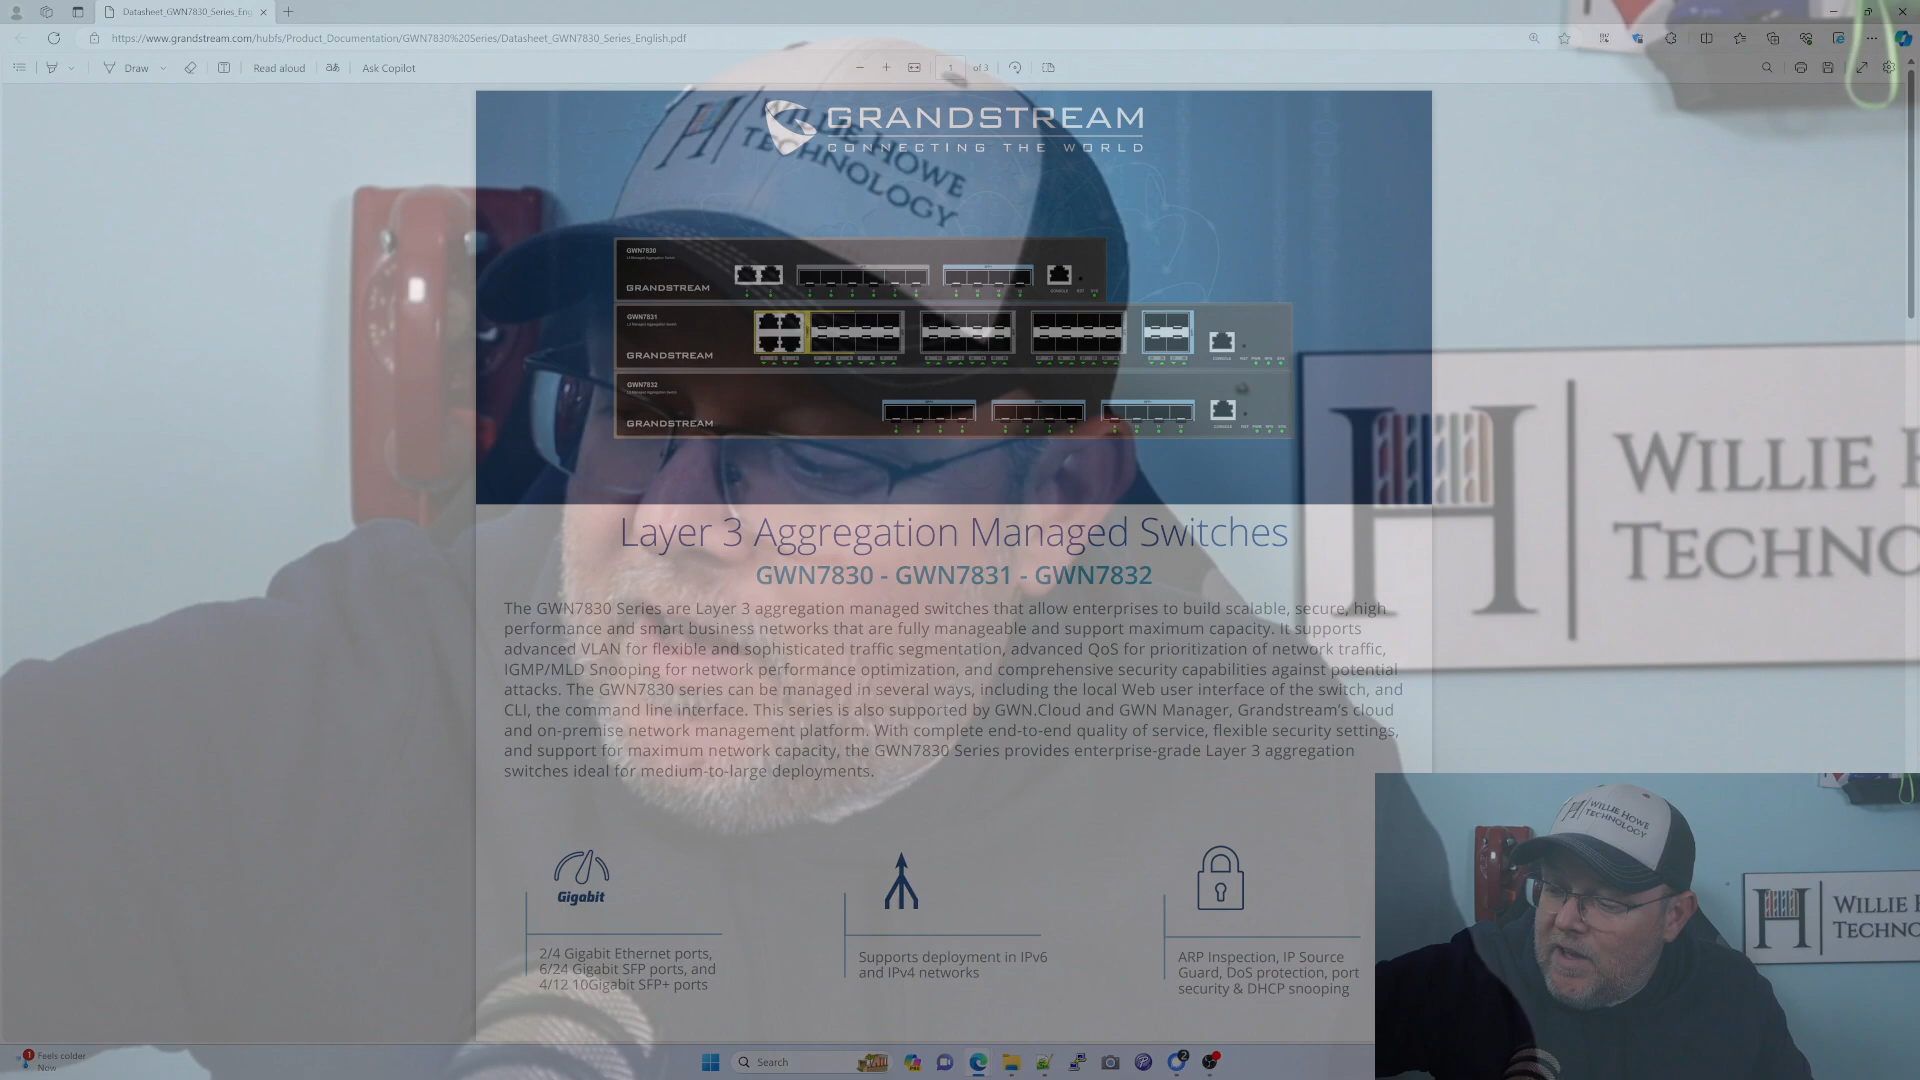 Datasheet_GWN7830_Series_Eng
https://www.grandstream.com/hubfs/Product_Documentation/GWN7830%20Series/Datasheet_GWN7830_Series_English.pdf
Draw
Read aloud
Ask Copilot
1
of 3
GRANDSTREAM
CONNECTING THE WORLD
WILLIE HOWE
TECHNOLOGY
GWN7830
GRANDSTREAM
CONSOLE
GWN7831
GRANDSTREAM
CONSOLE
GWN7832
GRANDSTREAM
CONSOLE
H
WILLIE H
TECHNO
Layer 3 Aggregation Managed Switches
GWN7830 - GWN7831 - GWN7832
The GWN7830 Series are Layer 3 aggregation managed switches that allow enterprises to build scalable, secure, high
performance and smart business networks that are fully manageable and support maximum capacity. It supports
advanced VLAN for flexible and sophisticated traffic segmentation, advanced QoS for prioritization of network traffic,
IGMP/MLD Snooping for network performance optimization, and comprehensive security capabilities against potential
attacks. The GWN7830 series can be managed in several ways, including the local Web user interface of the switch, and
CLI, the command line interface. This series is also supported by GWN.Cloud and GWN Manager, Grandstream's cloud
and on-premise network management platform. With complete end-to-end quality of service, flexible security settings,
and support for maximum network capacity, the GWN7830 Series provides enterprise-grade Layer 3 aggregation
switches ideal for medium-to-large deployments.
Gigabit
2/4 Gigabit Ethernet ports,
6/24 Gigabit SFP ports, and
4/12 10Gigabit SFP+ ports
Supports deployment in IPv6
and IPv4 networks
ARP Inspection, IP Source
Guard, DoS protection, port
security & DHCP snooping
WILLIE HOWE
TECHNOLOGY
H
WILLIE H
TECHNO
1
Feels colder
Now
Search
2